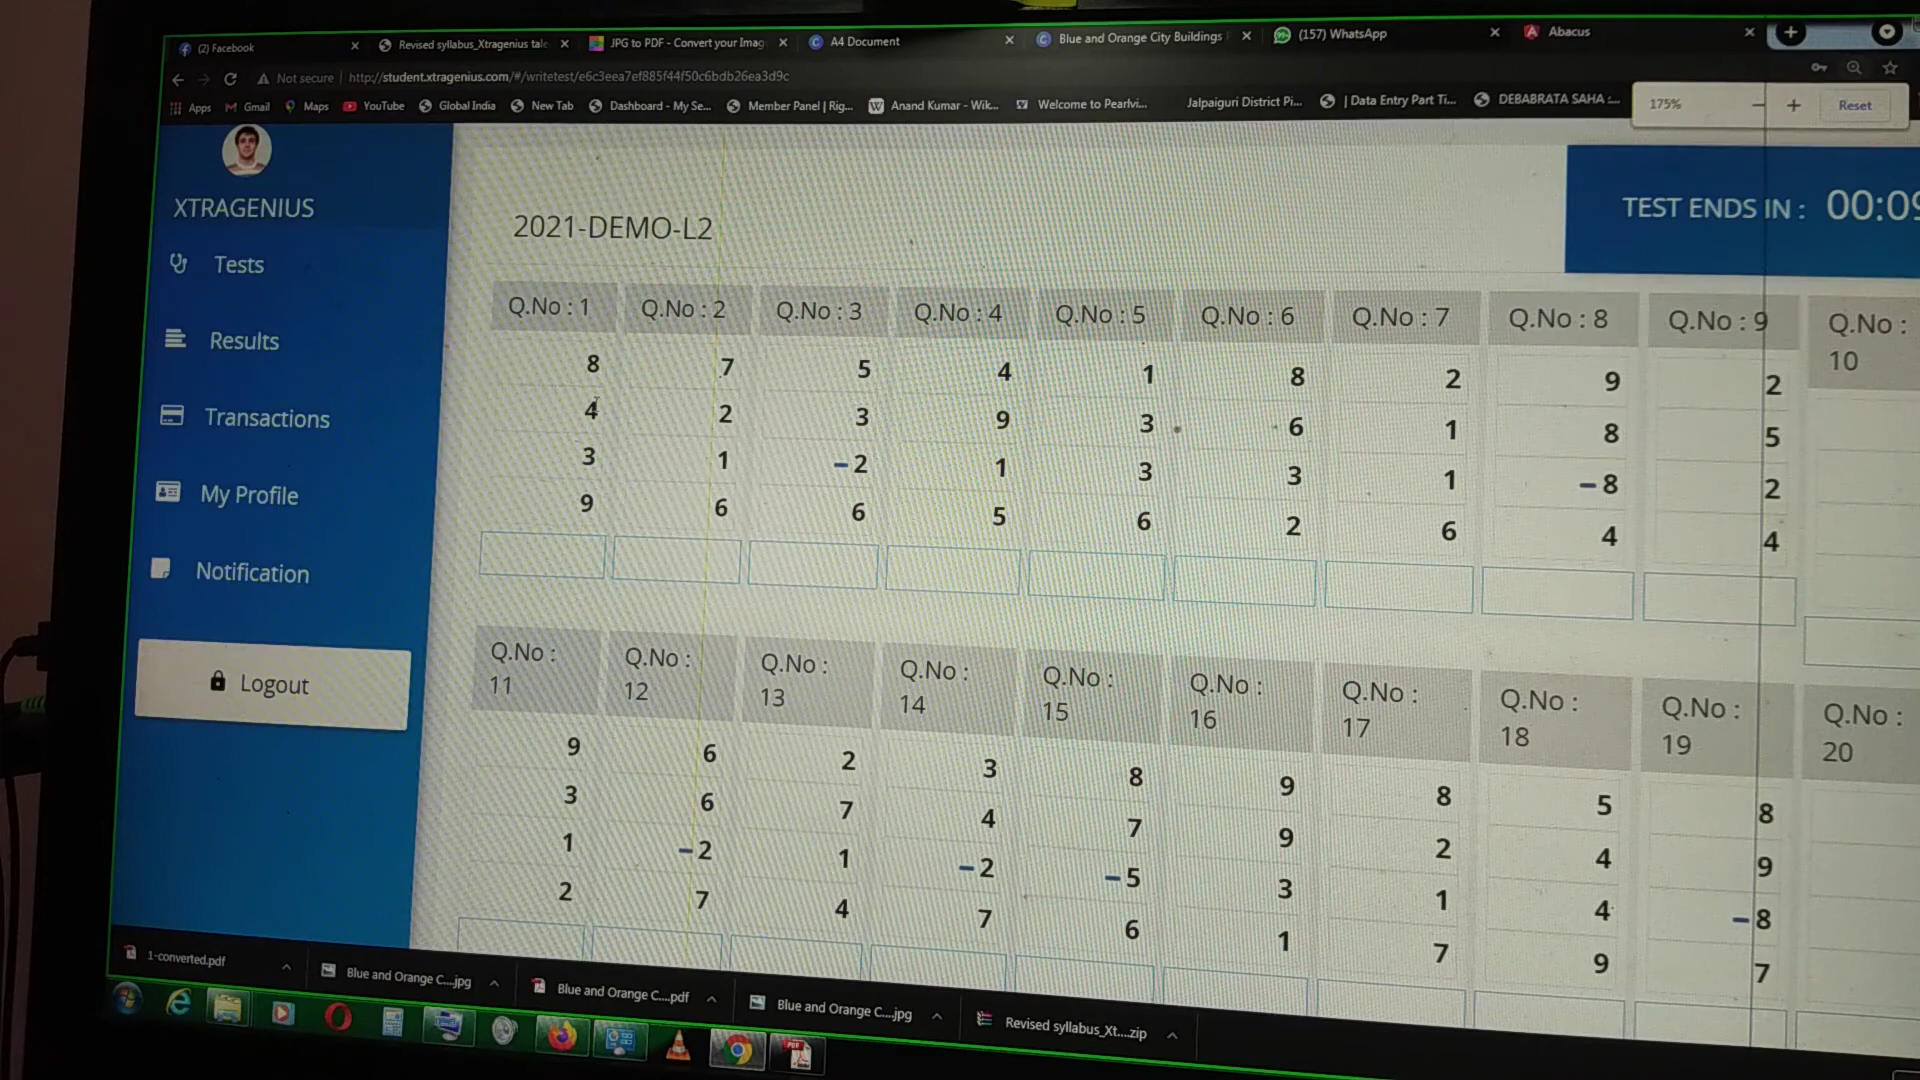 (2) Facebook
Revised syllabus_Xtragenius tale
JPG to PDF - Convert your Imag
A4 Document
Blue and Orange City Buildings
(157) WhatsApp
Abacus
Not secure | http://student.xtragenius.com/#/writetest/e6c3eea7ef885f44f50c6bdb26ea3d9c
Apps Gmail Maps YouTube Global India New Tab Dashboard - My Se... Member Panel | Rig... Anand Kumar - Wik... Welcome to Pearlvi... Jalpaiguri District Pi... | Data Entry Part Ti... DEBABRATA SAHA :...
175% − + Reset
XTRAGENIUS
Tests
Results
Transactions
My Profile
Notification
Logout
2021-DEMO-L2
TEST ENDS IN : 00:09
Q.No : 1 Q.No : 2 Q.No : 3 Q.No : 4 Q.No : 5 Q.No : 6 Q.No : 7 Q.No : 8 Q.No : 9 Q.No : 10
8 7 5 4 1 8 2 9 2
4 2 3 9 3 6 1 8 5
3 1 −2 1 3 3 1 −8 2
9 6 6 5 6 2 6 4 4
Q.No : 11 Q.No : 12 Q.No : 13 Q.No : 14 Q.No : 15 Q.No : 16 Q.No : 17 Q.No : 18 Q.No : 19 Q.No : 20
9 6 2 3 8 9 8 5 8
3 6 7 4 7 9 2 4 9
1 −2 1 −2 −5 3 1 4 −8
2 7 4 7 6 1 7 9 7
1-converted.pdf
Blue and Orange C....jpg
Blue and Orange C....pdf
Blue and Orange C....jpg
Revised syllabus_Xt....zip